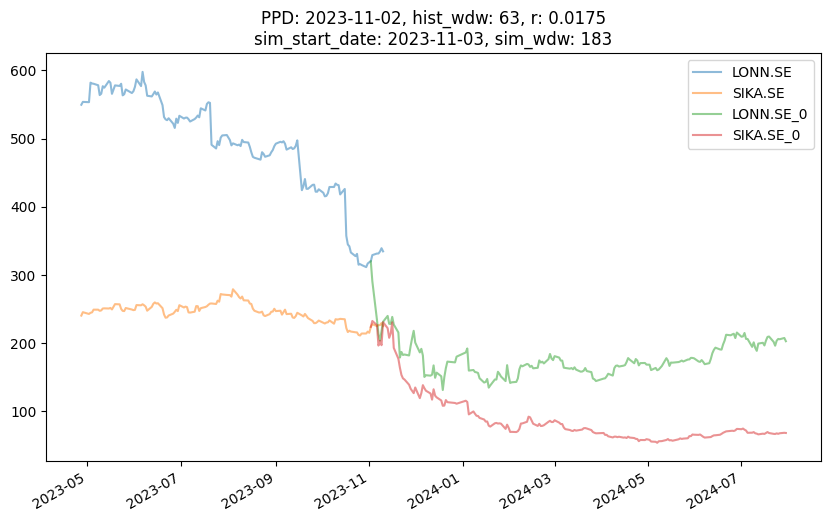 PPD: 2023-11-02, hist_wdw: 63, r: 0.0175
sim_start_date: 2023-11-03, sim_wdw: 183
LONN.SE
SIKA.SE
LONN.SE_0
SIKA.SE_0
600
500
400
300
200
100
2023-05
2023-07
2023-09
2023-11
2024-01
2024-03
2024-05
2024-07